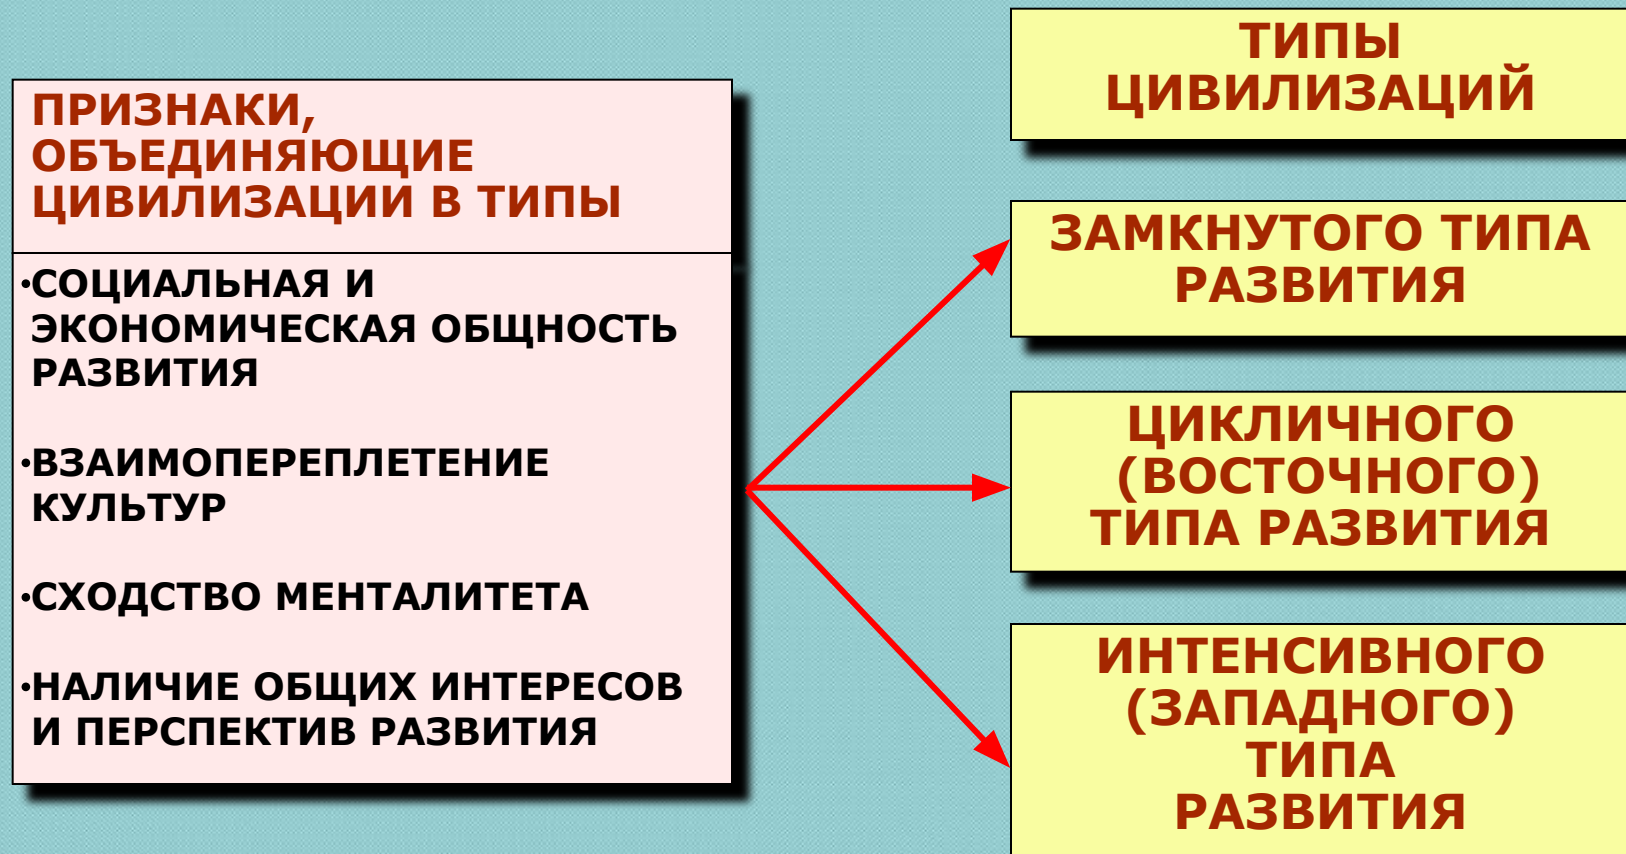 ПРИЗНАКИ,
ОБЪЕДИНЯЮЩИЕ
ЦИВИЛИЗАЦИИ В ТИПЫ
•СОЦИАЛЬНАЯ И
ЭКОНОМИЧЕСКАЯ ОБЩНОСТЬ
РАЗВИТИЯ
•ВЗАИМОПЕРЕПЛЕТЕНИЕ
КУЛЬТУР
•СХОДСТВО МЕНТАЛИТЕТА
•НАЛИЧИЕ ОБЩИХ ИНТЕРЕСОВ
И ПЕРСПЕКТИВ РАЗВИТИЯ
ТИПЫ
ЦИВИЛИЗАЦИЙ
ЗАМКНУТОГО ТИПА
РАЗВИТИЯ
ЦИКЛИЧНОГО
(ВОСТОЧНОГО)
ТИПА РАЗВИТИЯ
ИНТЕНСИВНОГО
(ЗАПАДНОГО)
ТИПА
РАЗВИТИЯ